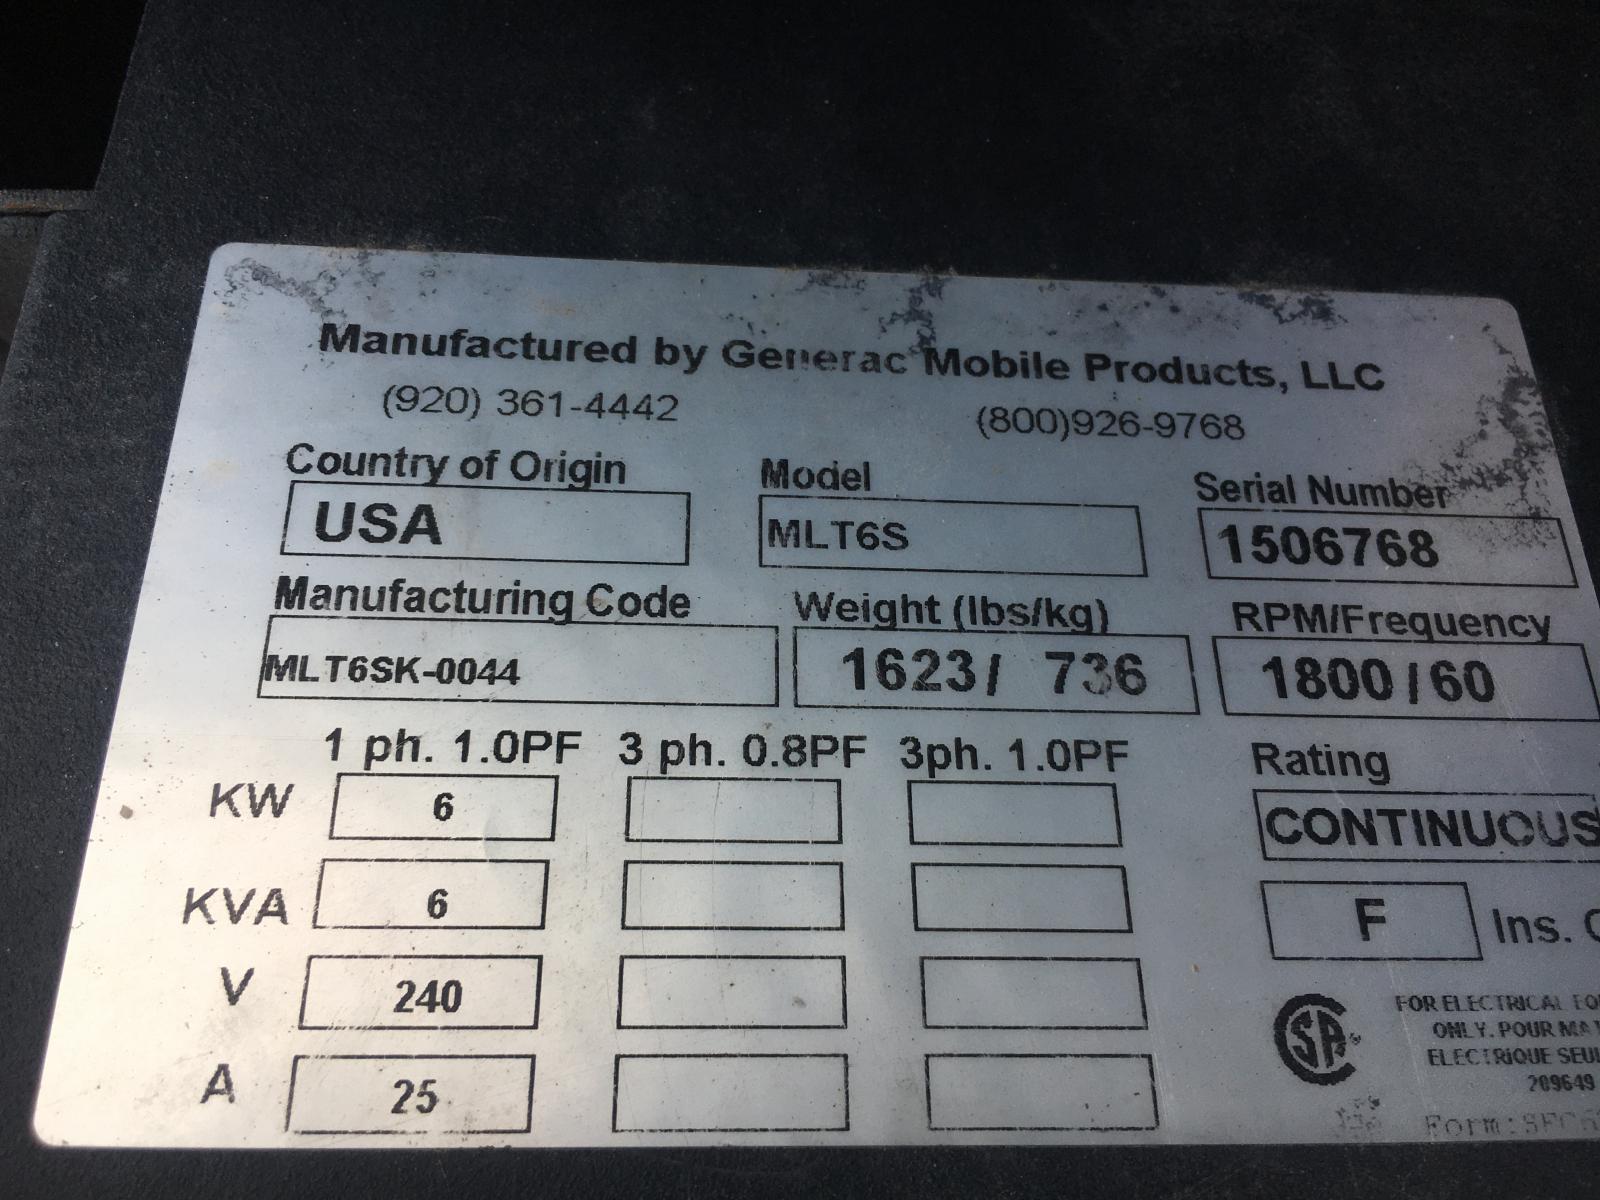 Manufactured by Generac Mobile Products, LLC
(920) 361-4442 (800)926-9768
Country of Origin Model Serial Number
USA MLT6S 1506768
Manufacturing Code Weight (lbs/kg) RPM/Frequency
MLT6SK-0044 1623/ 736 1800/60
1 ph. 1.0PF 3 ph. 0.8PF 3ph. 1.0PF Rating
KW 6 CONTINUOUS
KVA 6 F Ins.
V 240
A 25
SA
FOR ELECTRICAL
ONLY. POUR
ELECTRIQUE
209649
Form: